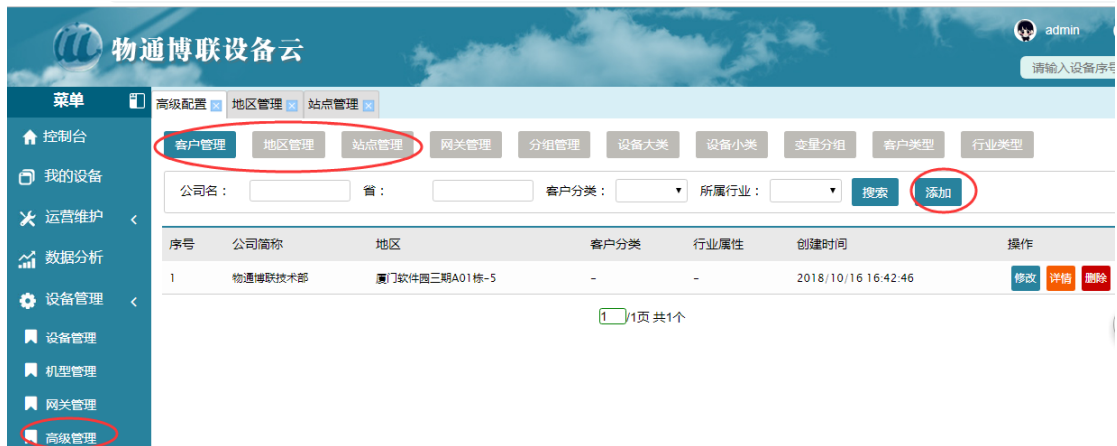 物通博联设备云
admin
请输入设备序号
菜单
高级配置 地区管理 站点管理
控制台
我的设备
运营维护
数据分析
设备管理
设备管理
机型管理
网关管理
高级管理
客户管理 地区管理 站点管理 网关管理 分组管理 设备大类 设备小类 变量分组 客户类型 行业类型
公司名： 省： 客户分类： 所属行业： 搜索 添加
序号 公司简称 地区 客户分类 行业属性 创建时间 操作
1 物通博联技术部 厦门软件园三期A01栋-5 - - 2018/10/16 16:42:46 修改 详情 删除
1 /1页 共1个